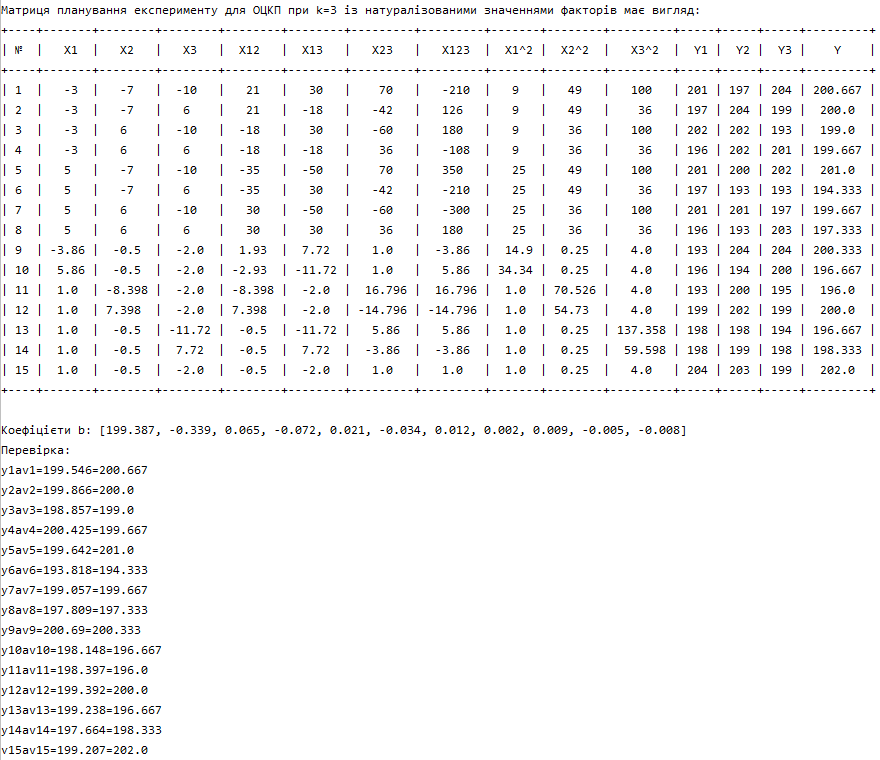 Матриця планування експерименту для ОЦКП при k=3 із натуралізованими значеннями факторів має вигляд:
+----+-------+--------+--------+-------+--------+---------+---------+-------+--------+---------+-----+-----+-----+---------+
| № | X1 | X2 | X3 | X12 | X13 | X23 | X123 | X1^2 | X2^2 | X3^2 | Y1 | Y2 | Y3 | Y |
+----+-------+--------+--------+-------+--------+---------+---------+-------+--------+---------+-----+-----+-----+---------+
| 1 | -3 | -7 | -10 | 21 | 30 | 70 | -210 | 9 | 49 | 100 | 201 | 197 | 204 | 200.667 |
| 2 | -3 | -7 | 6 | 21 | -18 | -42 | 126 | 9 | 49 | 36 | 197 | 204 | 199 | 200.0 |
| 3 | -3 | 6 | -10 | -18 | 30 | -60 | 180 | 9 | 36 | 100 | 202 | 202 | 193 | 199.0 |
| 4 | -3 | 6 | 6 | -18 | -18 | 36 | -108 | 9 | 36 | 36 | 196 | 202 | 201 | 199.667 |
| 5 | 5 | -7 | -10 | -35 | -50 | 70 | 350 | 25 | 49 | 100 | 201 | 200 | 202 | 201.0 |
| 6 | 5 | -7 | 6 | -35 | 30 | -42 | -210 | 25 | 49 | 36 | 197 | 193 | 193 | 194.333 |
| 7 | 5 | 6 | -10 | 30 | -50 | -60 | -300 | 25 | 36 | 100 | 201 | 201 | 197 | 199.667 |
| 8 | 5 | 6 | 6 | 30 | 30 | 36 | 180 | 25 | 36 | 36 | 196 | 193 | 203 | 197.333 |
| 9 | -3.86 | -0.5 | -2.0 | 1.93 | 7.72 | 1.0 | -3.86 | 14.9 | 0.25 | 4.0 | 193 | 204 | 204 | 200.333 |
| 10 | 5.86 | -0.5 | -2.0 | -2.93 | -11.72 | 1.0 | 5.86 | 34.34 | 0.25 | 4.0 | 196 | 194 | 200 | 196.667 |
| 11 | 1.0 | -8.398 | -2.0 | -8.398 | -2.0 | 16.796 | 16.796 | 1.0 | 70.526 | 4.0 | 193 | 200 | 195 | 196.0 |
| 12 | 1.0 | 7.398 | -2.0 | 7.398 | -2.0 | -14.796 | -14.796 | 1.0 | 54.73 | 4.0 | 199 | 202 | 199 | 200.0 |
| 13 | 1.0 | -0.5 | -11.72 | -0.5 | -11.72 | 5.86 | 5.86 | 1.0 | 0.25 | 137.358 | 198 | 198 | 194 | 196.667 |
| 14 | 1.0 | -0.5 | 7.72 | -0.5 | 7.72 | -3.86 | -3.86 | 1.0 | 0.25 | 59.598 | 198 | 199 | 198 | 198.333 |
| 15 | 1.0 | -0.5 | -2.0 | -0.5 | -2.0 | 1.0 | 1.0 | 1.0 | 0.25 | 4.0 | 204 | 203 | 199 | 202.0 |
+----+-------+--------+--------+-------+--------+---------+---------+-------+--------+---------+-----+-----+-----+---------+
Коефіцієти b: [199.387, -0.339, 0.065, -0.072, 0.021, -0.034, 0.012, 0.002, 0.009, -0.005, -0.008]
Перевірка:
y1av1=199.546=200.667
y2av2=199.866=200.0
y3av3=198.857=199.0
y4av4=200.425=199.667
y5av5=199.642=201.0
y6av6=193.818=194.333
y7av7=199.057=199.667
y8av8=197.809=197.333
y9av9=200.69=200.333
y10av10=198.148=196.667
y11av11=198.397=196.0
y12av12=199.392=200.0
y13av13=199.238=196.667
y14av14=197.664=198.333
y15av15=199.207=202.0